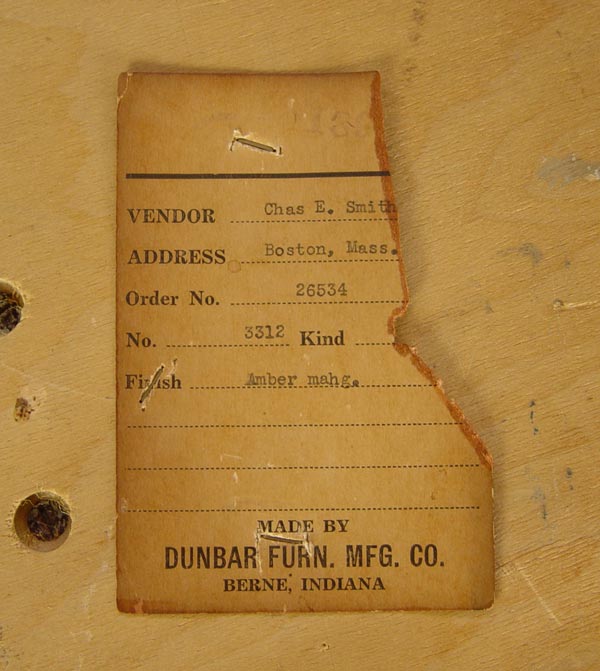 VENDOR Chas E. Smith
ADDRESS Boston, Mass.
Order No. 26534
No. 3312 Kind
Finish Amber mahg.
MADE BY
DUNBAR FURN. MFG. CO.
BERNE, INDIANA